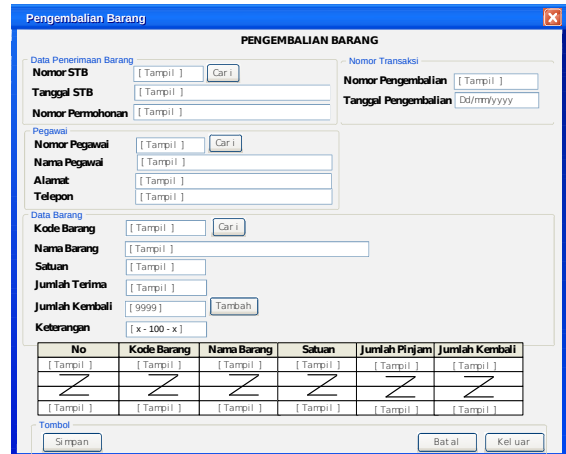 Pengembalian Barang
PENGEMBALIAN BARANG
Data Penerimaan Barang
Nomor STB [ Tampil ] Cari
Tanggal STB [ Tampil ]
Nomor Permohonan [ Tampil ]
Nomor Transaksi
Nomor Pengembalian [ Tampil ]
Tanggal Pengembalian Dd/mm/yyyy
Pegawai
Nomor Pegawai [ Tampil ] Cari
Nama Pegawai [ Tampil ]
Alamat [ Tampil ]
Telepon [ Tampil ]
Data Barang
Kode Barang [ Tampil ] Cari
Nama Barang [ Tampil ]
Satuan [ Tampil ]
Jumlah Terima [ Tampil ]
Jumlah Kembali [ 9999 ] Tambah
Keterangan [ x - 100 - x ]
No Kode Barang Nama Barang Satuan Jumlah Pinjam Jumlah Kembali
[ Tampil ] [ Tampil ] [ Tampil ] [ Tampil ] [ Tampil ] [ Tampil ]
[ Tampil ] [ Tampil ] [ Tampil ] [ Tampil ] [ Tampil ] [ Tampil ]
Tombol
Simpan Batal Keluar